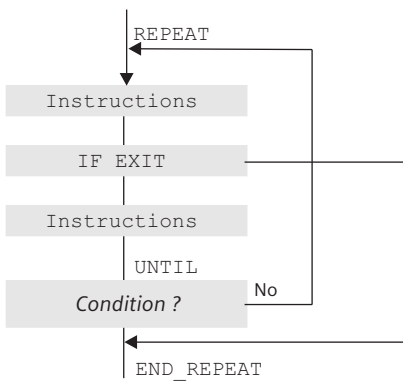 REPEAT
Instructions
IF EXIT
Instructions
UNTIL
Condition ?
No
END_REPEAT